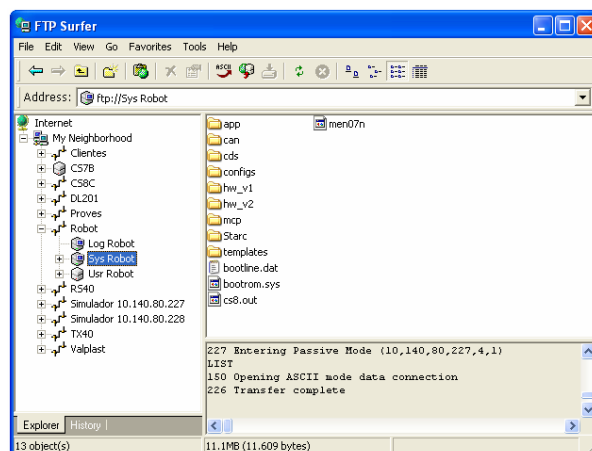 FTP Surfer
File Edit View Go Favorites Tools Help
ASCII
Address: ftp://Sys Robot
Internet
My Neighborhood
Clientes
CS7B
CS8C
DL201
Proves
Robot
Log Robot
Sys Robot
Usr Robot
RS40
Simulador 10.140.80.227
Simulador 10.140.80.228
TX40
Valplast
app
can
cds
configs
hw_v1
hw_v2
mcp
Starc
templates
bootline.dat
bootrom.sys
cs8.out
men07n
227 Entering Passive Mode (10,140,80,227,4,1)
LIST
150 Opening ASCII mode data connection
226 Transfer complete
Explorer History
13 object(s) 11.1MB (11.609 bytes)